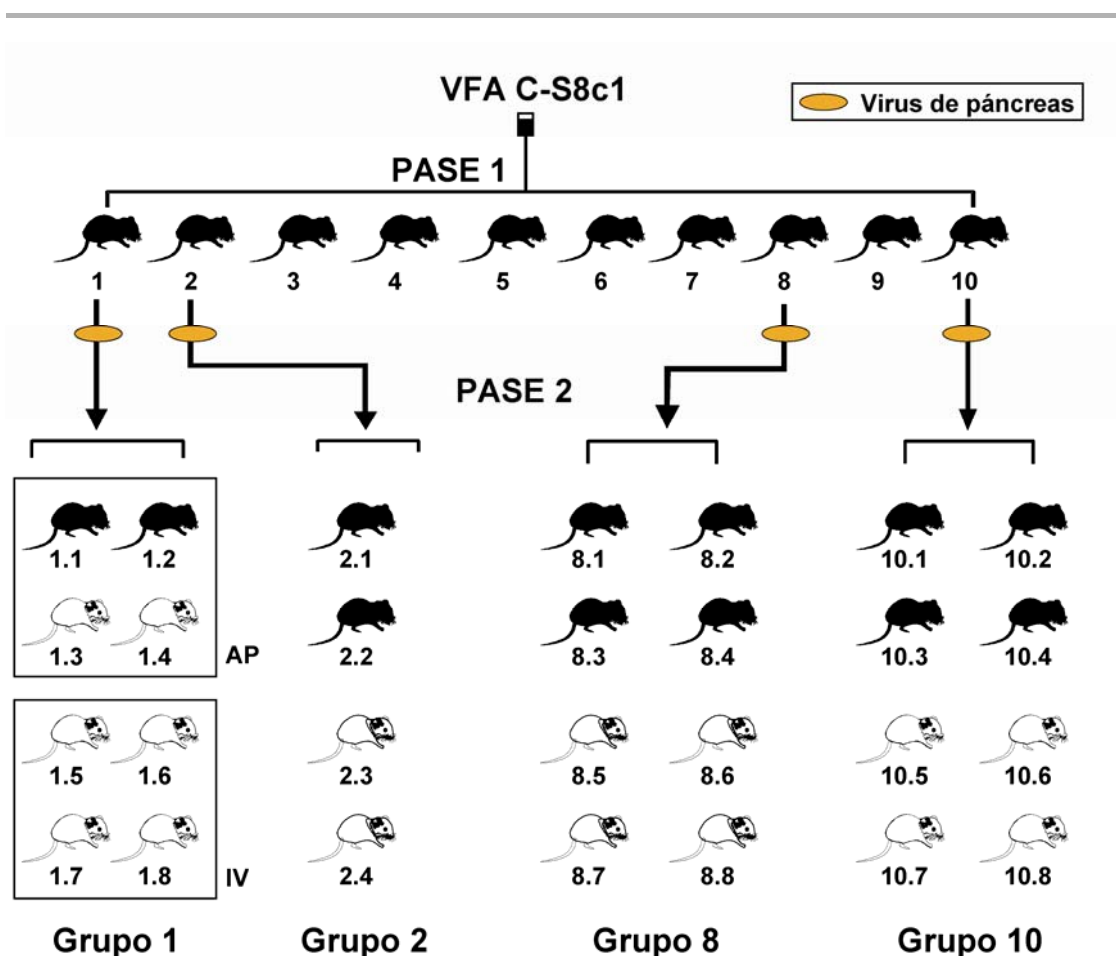 VFA C-S8c1
Virus de páncreas
PASE 1
1 2 3 4 5 6 7 8 9 10
PASE 2
1.1 1.2 2.1 8.1 8.2 10.1 10.2
1.3 1.4 AP 2.2 8.3 8.4 10.3 10.4
1.5 1.6 2.3 8.5 8.6 10.5 10.6
1.7 1.8 IV 2.4 8.7 8.8 10.7 10.8
Grupo 1 Grupo 2 Grupo 8 Grupo 10